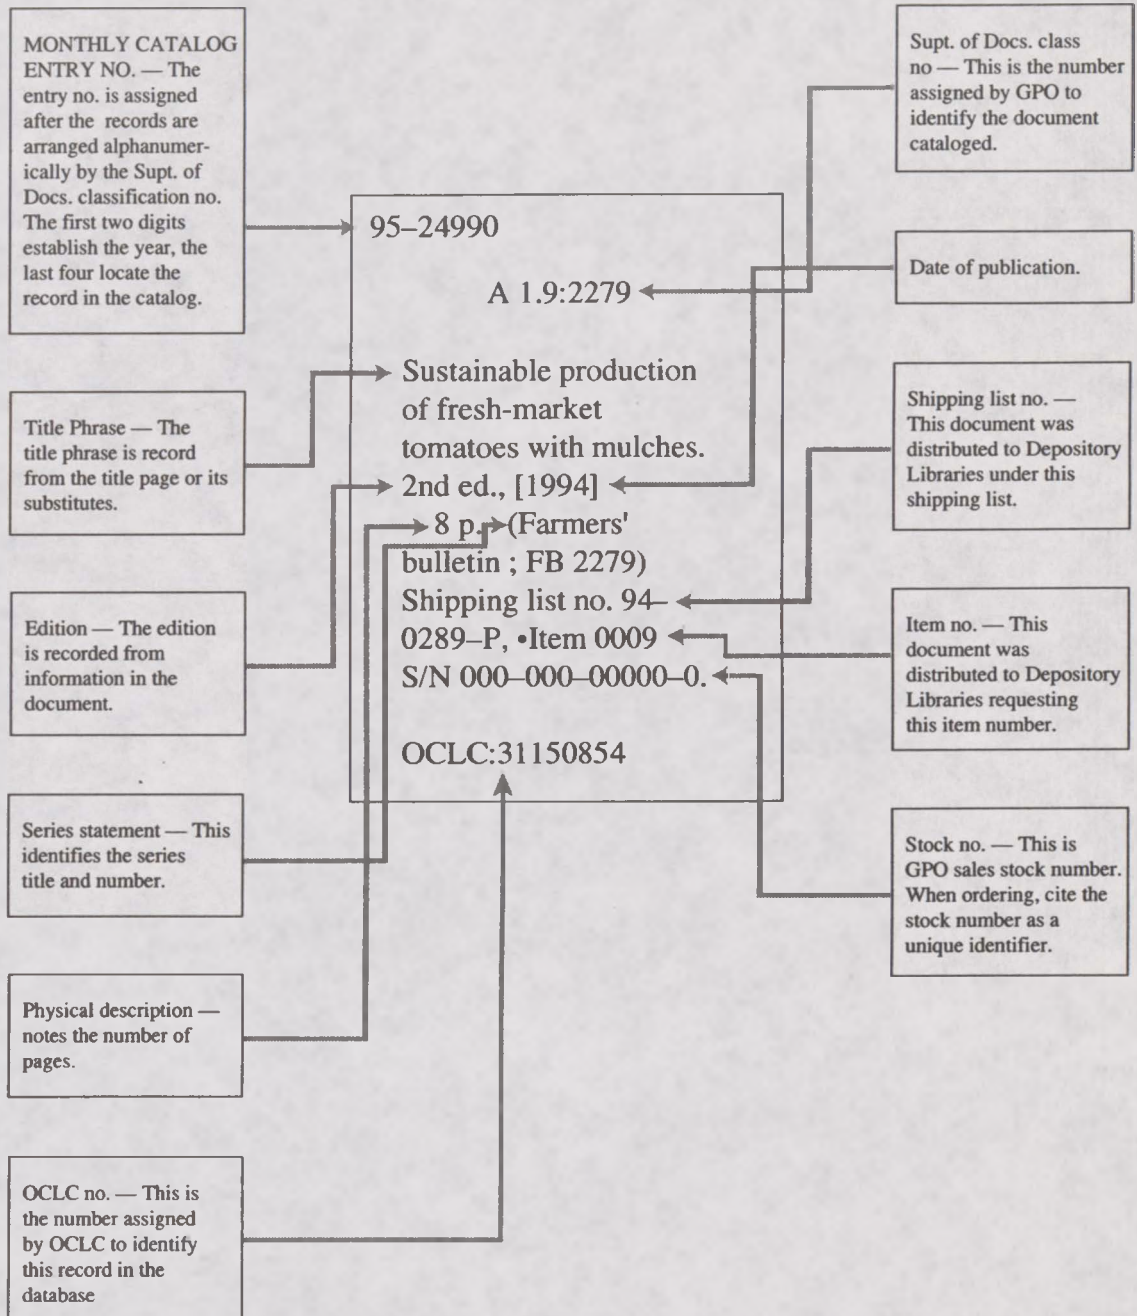 MONTHLY CATALOG
ENTRY NO. — The
entry no. is assigned
after the records are
arranged alphanumer-
ically by the Supt. of
Docs. classification no.
The first two digits
establish the year, the
last four locate the
record in the catalog.
Title Phrase — The
title phrase is record
from the title page or its
substitutes.
Edition — The edition
is recorded from
information in the
document.
Series statement — This
identifies the series
title and number.
Physical description —
notes the number of
pages.
OCLC no. — This is
the number assigned
by OCLC to identify
this record in the
database
95–24990
A 1.9:2279
Sustainable production
of fresh-market
tomatoes with mulches.
2nd ed., [1994]
8 p. (Farmers'
bulletin ; FB 2279)
Shipping list no. 94–
0289–P, •Item 0009
S/N 000–000–00000–0.
OCLC:31150854
Supt. of Docs. class
no — This is the number
assigned by GPO to
identify the document
cataloged.
Date of publication.
Shipping list no. —
This document was
distributed to Depository
Libraries under this
shipping list.
Item no. — This
document was
distributed to Depository
Libraries requesting
this item number.
Stock no. — This is
GPO sales stock number.
When ordering, cite the
stock number as a
unique identifier.